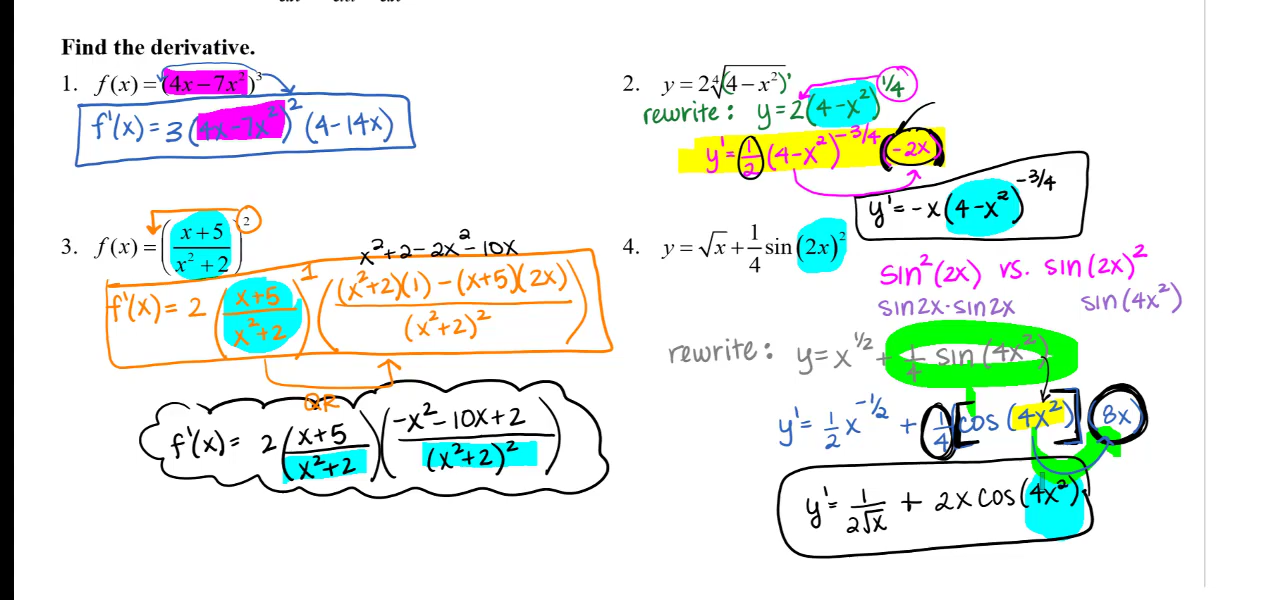 Find the derivative.
1. f(x) = (4x − 7x²)³
f'(x) = 3(4x−7x²)² (4−14x)
2. y = 2∜(4 − x²)¹
rewrite: y = 2(4−x²)^1/4
y' = 1/2 (4−x²)^−3/4 (−2x)
y' = −x(4−x²)^−3/4
3. f(x) = ((x + 5)/(x² + 2))²
x²+2−2x²−10x
f'(x) = 2((x+5)/(x²+2))¹ (((x²+2)(1) − (x+5)(2x))/(x²+2)²)
QR
f'(x) = 2((x+5)/(x²+2)) ((−x²−10x+2)/(x²+2)²)
4. y = √x + 1/4 sin(2x)²
sin²(2x) vs. sin(2x)²
sin2x·sin2x sin(4x²)
rewrite: y = x^1/2 + 1/4 sin(4x²)
y' = 1/2 x^−1/2 + 1/4 [cos(4x²)] (8x)
y' = 1/(2√x) + 2x cos(4x²)